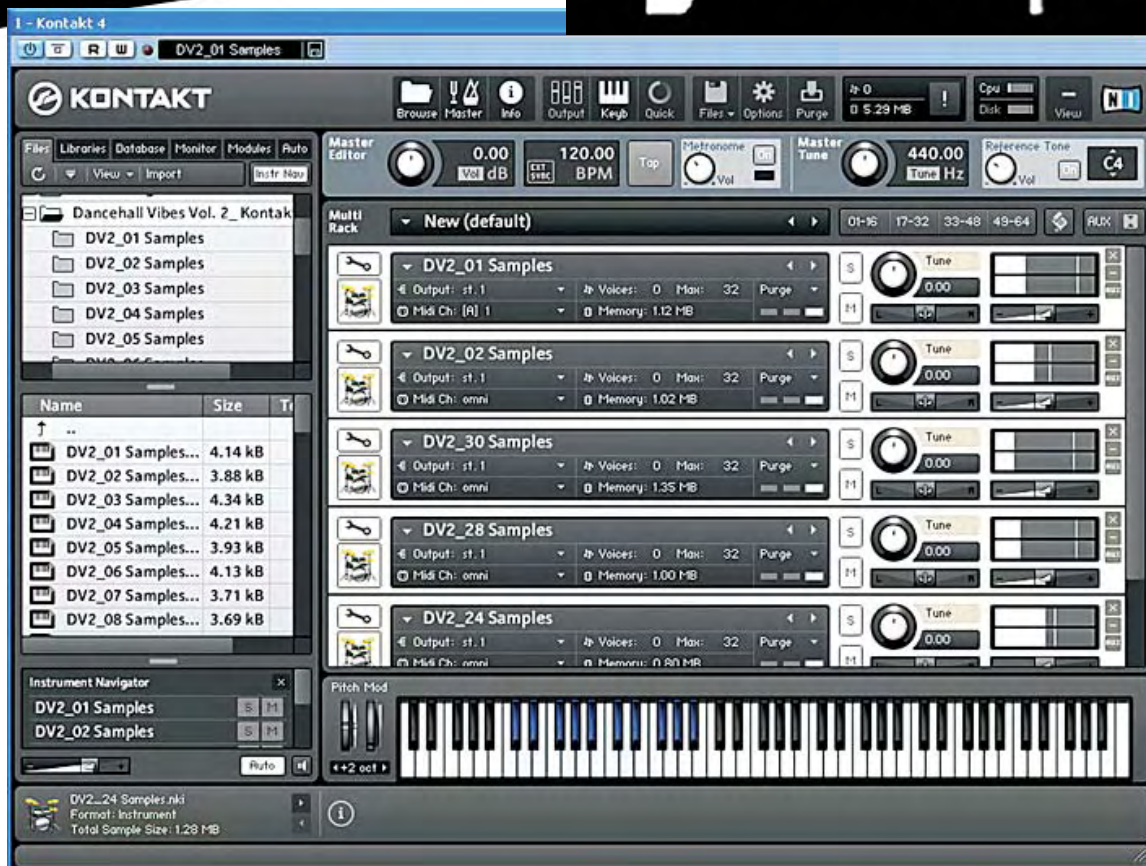 1 - Kontakt 4
R W DV2_01 Samples
KONTAKT
Browse Master Info Output Keyb Quick Files Options Purge
0
0 5.29 MB
!
Cpu
Disk
View
NI
Files Libraries Database Monitor Modules Auto
View Import Instr Nav
Dancehall Vibes Vol. 2_ Kontak
DV2_01 Samples
DV2_02 Samples
DV2_03 Samples
DV2_04 Samples
DV2_05 Samples
Name Size
..
DV2_01 Samples... 4.14 kB
DV2_02 Samples... 3.88 kB
DV2_03 Samples... 4.34 kB
DV2_04 Samples... 4.21 kB
DV2_05 Samples... 3.93 kB
DV2_06 Samples... 4.13 kB
DV2_07 Samples... 3.71 kB
DV2_08 Samples... 3.69 kB
Instrument Navigator x
DV2_01 Samples S M
DV2_02 Samples S M
- + Auto
Master Editor
0.00
Vol dB
EXT SYNC
120.00
BPM
Tap
Metronome
On
Vol
Master Tune
440.00
Tune Hz
Reference Tone
On
Vol
C4
Multi Rack
New (default)
01-16 17-32 33-48 49-64 AUX
DV2_01 Samples S Tune
Output: st. 1 Voices: 0 Max: 32 Purge 0.00
Midi Ch: [A] 1 Memory: 1.12 MB M L R - +
DV2_02 Samples S Tune
Output: st. 1 Voices: 0 Max: 32 Purge 0.00
Midi Ch: omni Memory: 1.02 MB M L R - +
DV2_30 Samples S Tune
Output: st. 1 Voices: 0 Max: 32 Purge 0.00
Midi Ch: omni Memory: 1.35 MB M L R - +
DV2_28 Samples S Tune
Output: st. 1 Voices: 0 Max: 32 Purge 0.00
Midi Ch: omni Memory: 1.00 MB M L R - +
DV2_24 Samples S Tune
Output: st. 1 Voices: 0 Max: 32 Purge 0.00
Midi Ch: omni Memory: 0.80 MB M
Pitch Mod
+2 oct
DV2_24 Samples.nki
Format: Instrument
Total Sample Size: 1.28 MB